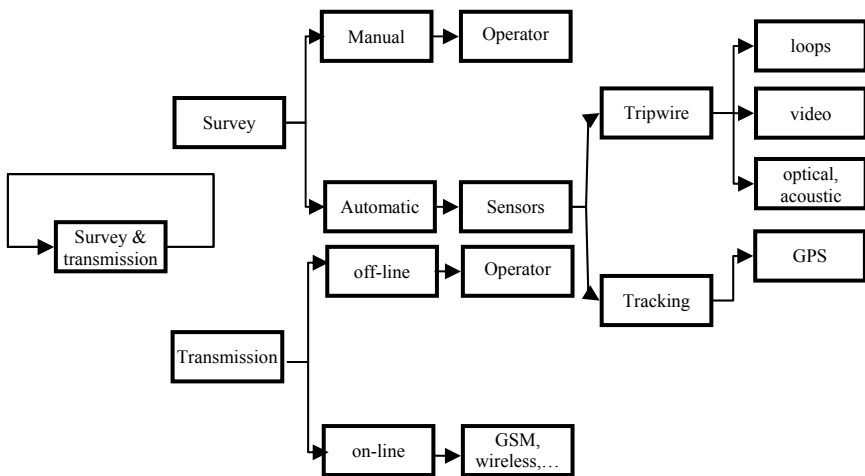 Manual
Operator
loops
Survey
Tripwire
video
Automatic
Sensors
optical,
acoustic
Survey &
transmission
off-line
Operator
GPS
Tracking
Transmission
on-line
GSM,
wireless,…